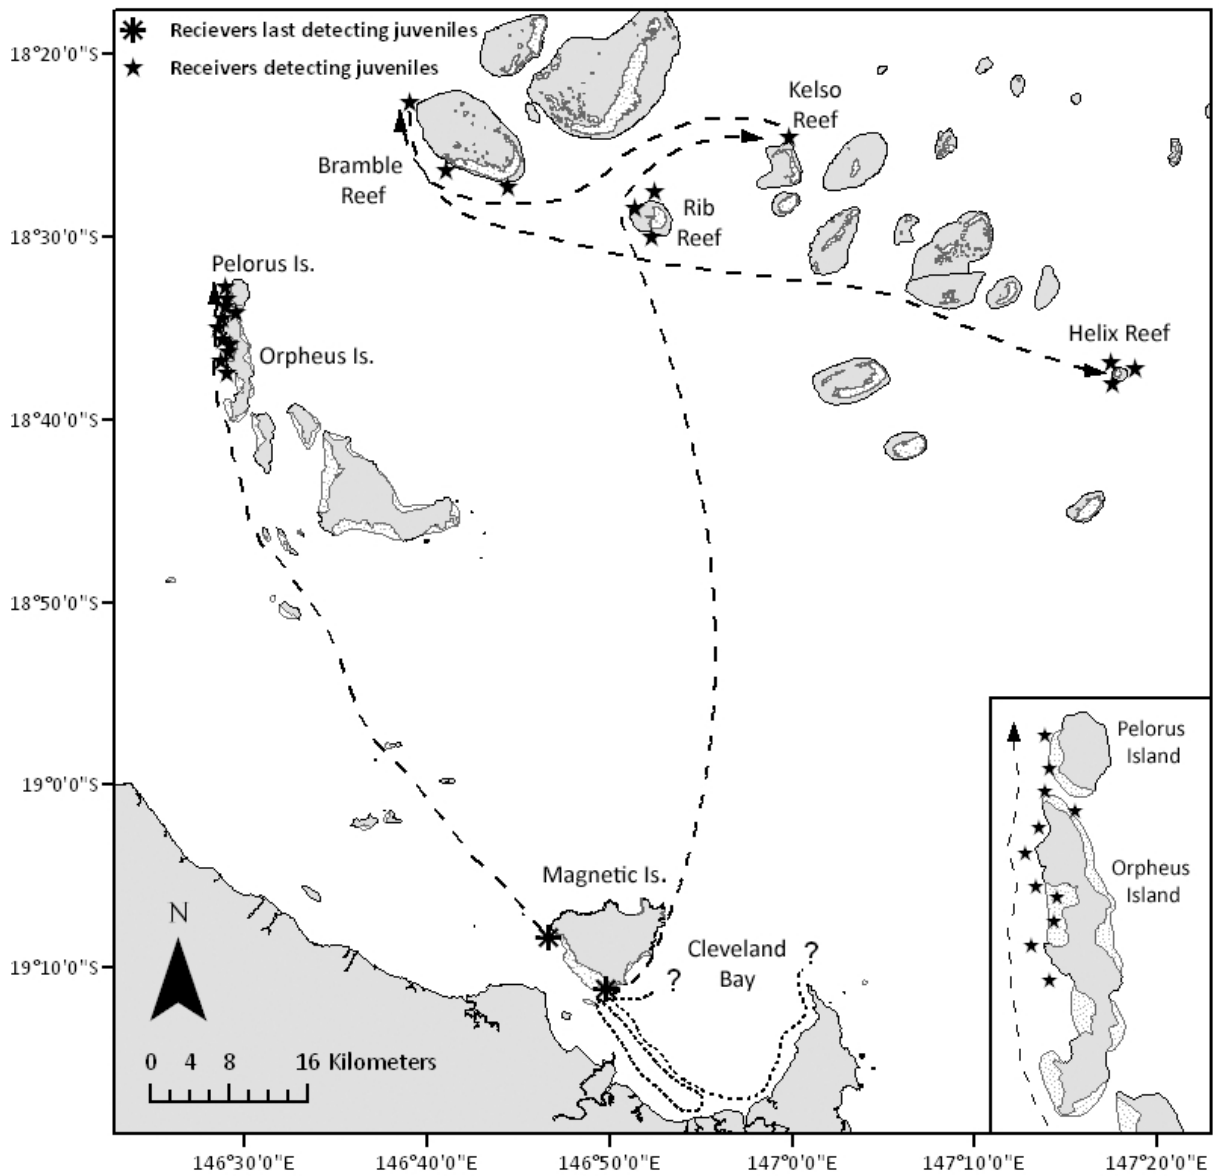 Recievers last detecting juveniles
Receivers detecting juveniles
18°20'0"S
18°30'0"S
18°40'0"S
18°50'0"S
19°0'0"S
19°10'0"S
Kelso
Reef
Bramble
Reef
Rib
Reef
Pelorus Is.
Orpheus Is.
Helix Reef
Magnetic Is.
Cleveland
Bay
?
?
N
0 4 8 16 Kilometers
Pelorus
Island
Orpheus
Island
146°30'0"E
146°40'0"E
146°50'0"E
147°0'0"E
147°10'0"E
147°20'0"E